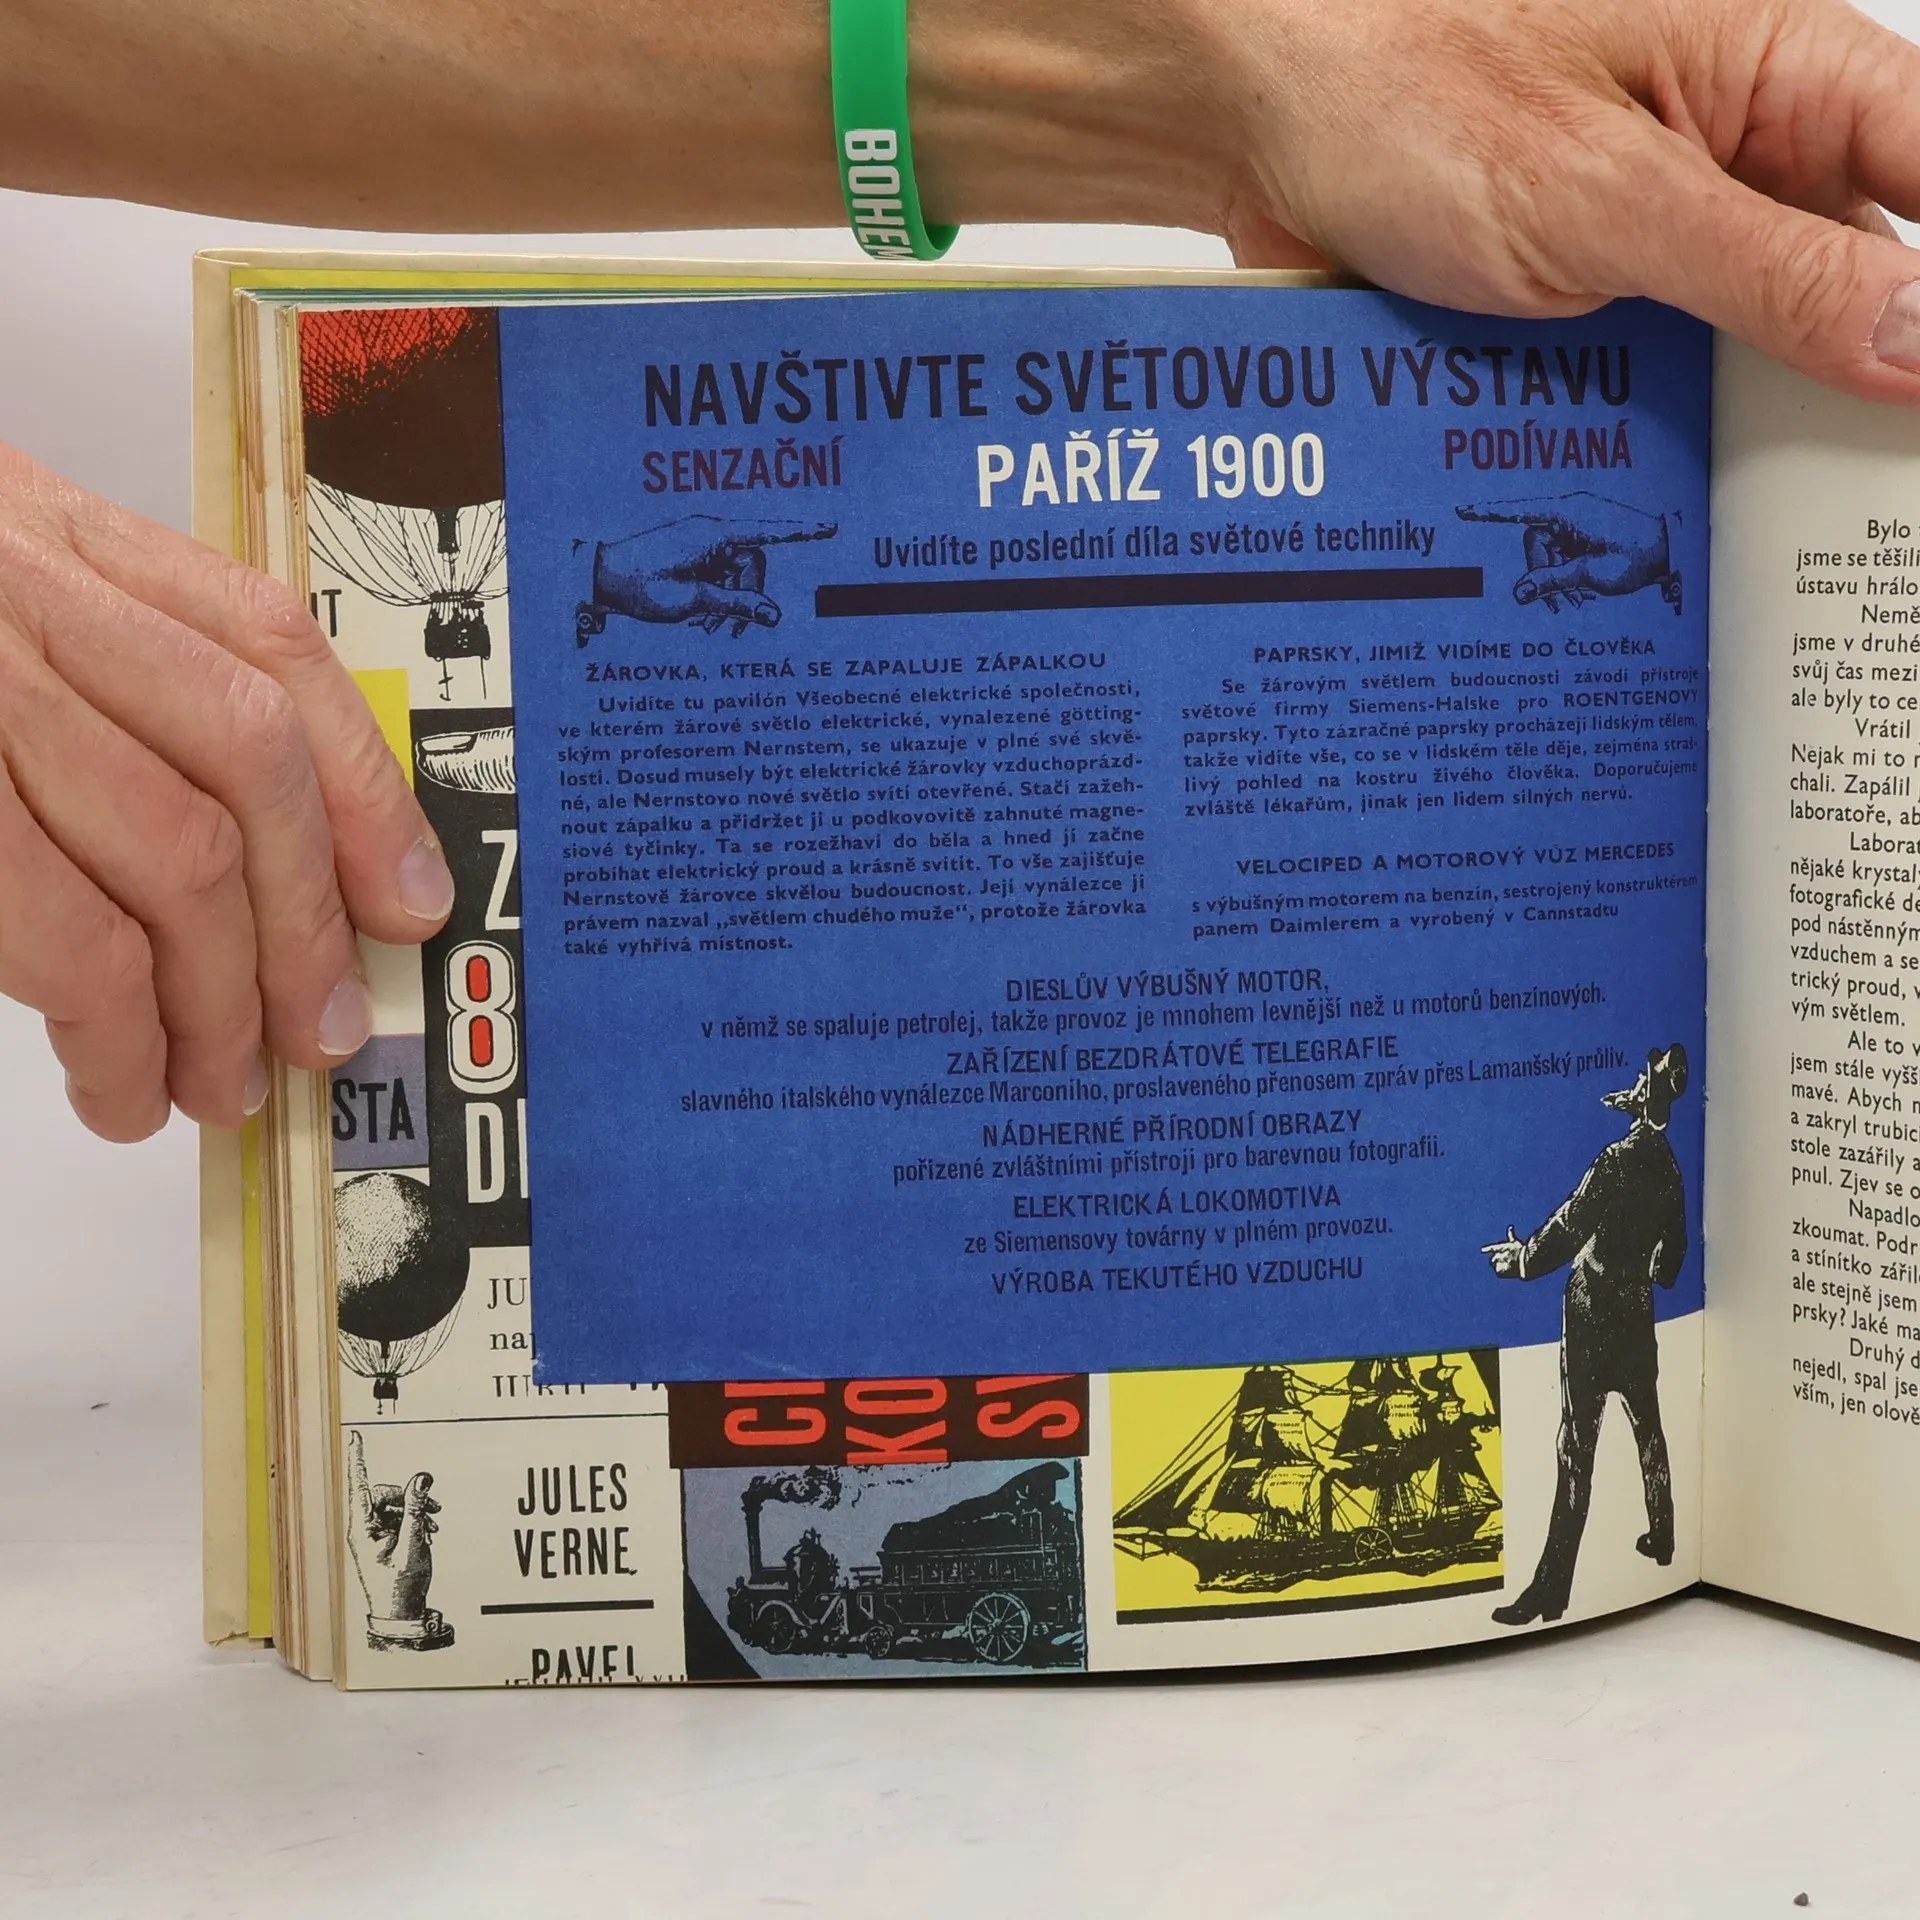 BOHEM
NAVŠTIVTE SVĚTOVOU VÝSTAVU
SENZAČNÍ
PAŘÍŽ 1900
PODÍVANÁ
Uvidíte poslední díla světové techniky
ŽÁROVKA, KTERÁ SE ZAPALUJE ZÁPALKOU
Uvidíte tu pavilón Všeobecné elektrické společnosti,
ve kterém žárové světlo elektrické, vynalezené götting-
ským profesorem Nernstem, se ukazuje v plné své skvě-
losti. Dosud musely být elektrické žárovky vzduchoprázd-
né, ale Nernstovo nové světlo svítí otevřené. Stačí zažeh-
nout zápalku a přidržet ji u podkovovitě zahnuté magne-
siové tyčinky. Ta se rozežhaví do běla a hned jí začne
probíhat elektrický proud a krásně svítit. To vše zajišťuje
Nernstově žárovce skvělou budoucnost. Její vynálezce ji
právem nazval „světlem chudého muže“, protože žárovka
také vyhřívá místnost.
PAPRSKY, JIMIŽ VIDÍME DO ČLOVĚKA
Se žárovým světlem budoucnosti závodí přístroje
světové firmy Siemens-Halske pro ROENTGENOVY
paprsky. Tyto zázračné paprsky procházejí lidským tělem,
takže vidíte vše, co se v lidském těle děje, zejména straš-
livý pohled na kostru živého člověka. Doporučujeme
zvláště lékařům, jinak jen lidem silných nervů.
VELOCIPED A MOTOROVÝ VŮZ MERCEDES
s výbušným motorem na benzín, sestrojený konstruktérem
panem Daimlerem a vyrobený v Cannstadtu
DIESLŮV VÝBUŠNÝ MOTOR,
v němž se spaluje petrolej, takže provoz je mnohem levnější než u motorů benzínových.
ZAŘÍZENÍ BEZDRÁTOVÉ TELEGRAFIE
slavného italského vynálezce Marconiho, proslaveného přenosem zpráv přes Lamanšský průliv.
NÁDHERNÉ PŘÍRODNÍ OBRAZY
pořízené zvláštními přístroji pro barevnou fotografii.
ELEKTRICKÁ LOKOMOTIVA
ze Siemensovy továrny v plném provozu.
VÝROBA TEKUTÉHO VZDUCHU
Z
8
STA
JU
JULES
VERNE
PAVEL
KO
Bylo
jsme se těšili
ústavu hrálo
Nemě
jsme v druhé
svůj čas mezi
ale byly to ce
Vrátil
Nějak mi to
chali. Zapálil
laboratoře, ab
Laborat
nějaké krystaly
fotografické de
pod nástěnným
vzduchem a se
trický proud, v
vým světlem.
Ale to v
jsem stále vyšš
mavé. Abych
a zakryl trubici
stole zazářily a
pnul. Zjev se o
Napadlo
zkoumat. Podr
a stínítko zářil
ale stejně jsem
prsky? Jaké ma
Druhý d
nejedl, spal jse
vším, jen olově